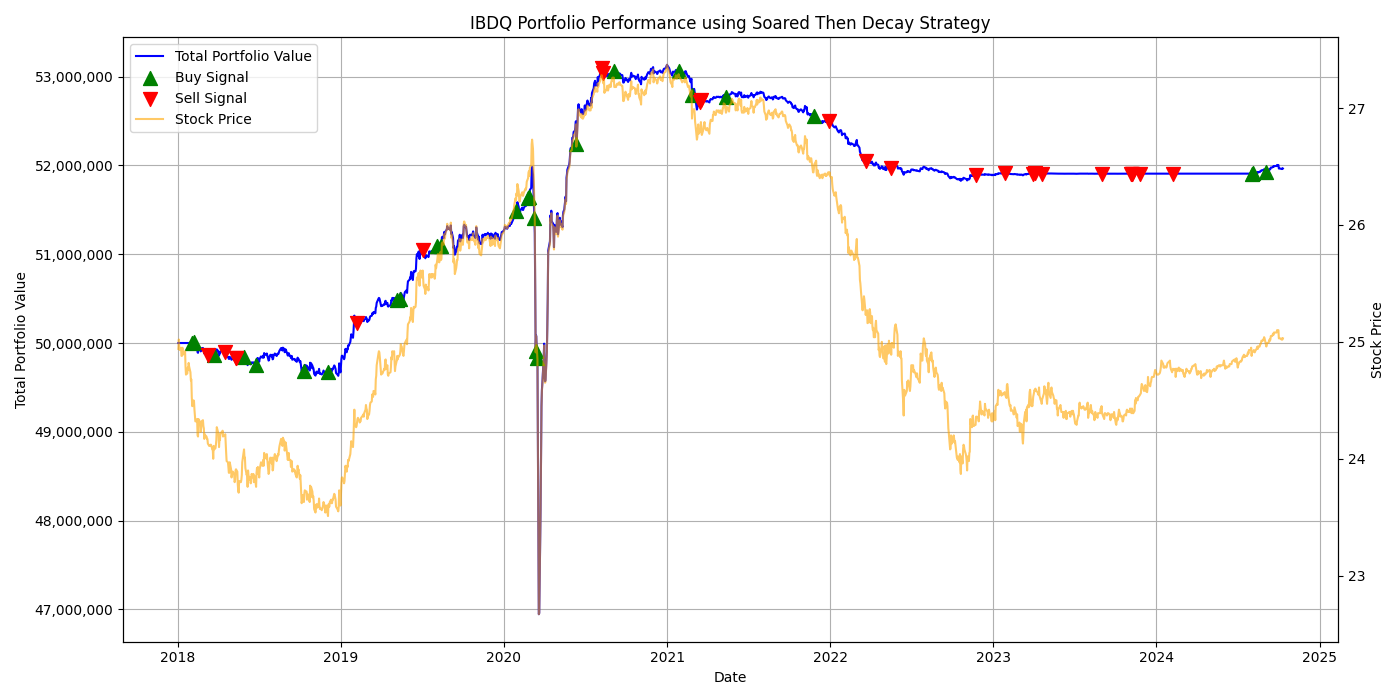 IBDQ Portfolio Performance using Soared Then Decay Strategy
Total Portfolio Value
Buy Signal
Sell Signal
Stock Price
53,000,000
52,000,000
51,000,000
50,000,000
49,000,000
48,000,000
47,000,000
Total Portfolio Value
27
26
25
24
23
Stock Price
2018
2019
2020
2021
2022
2023
2024
2025
Date